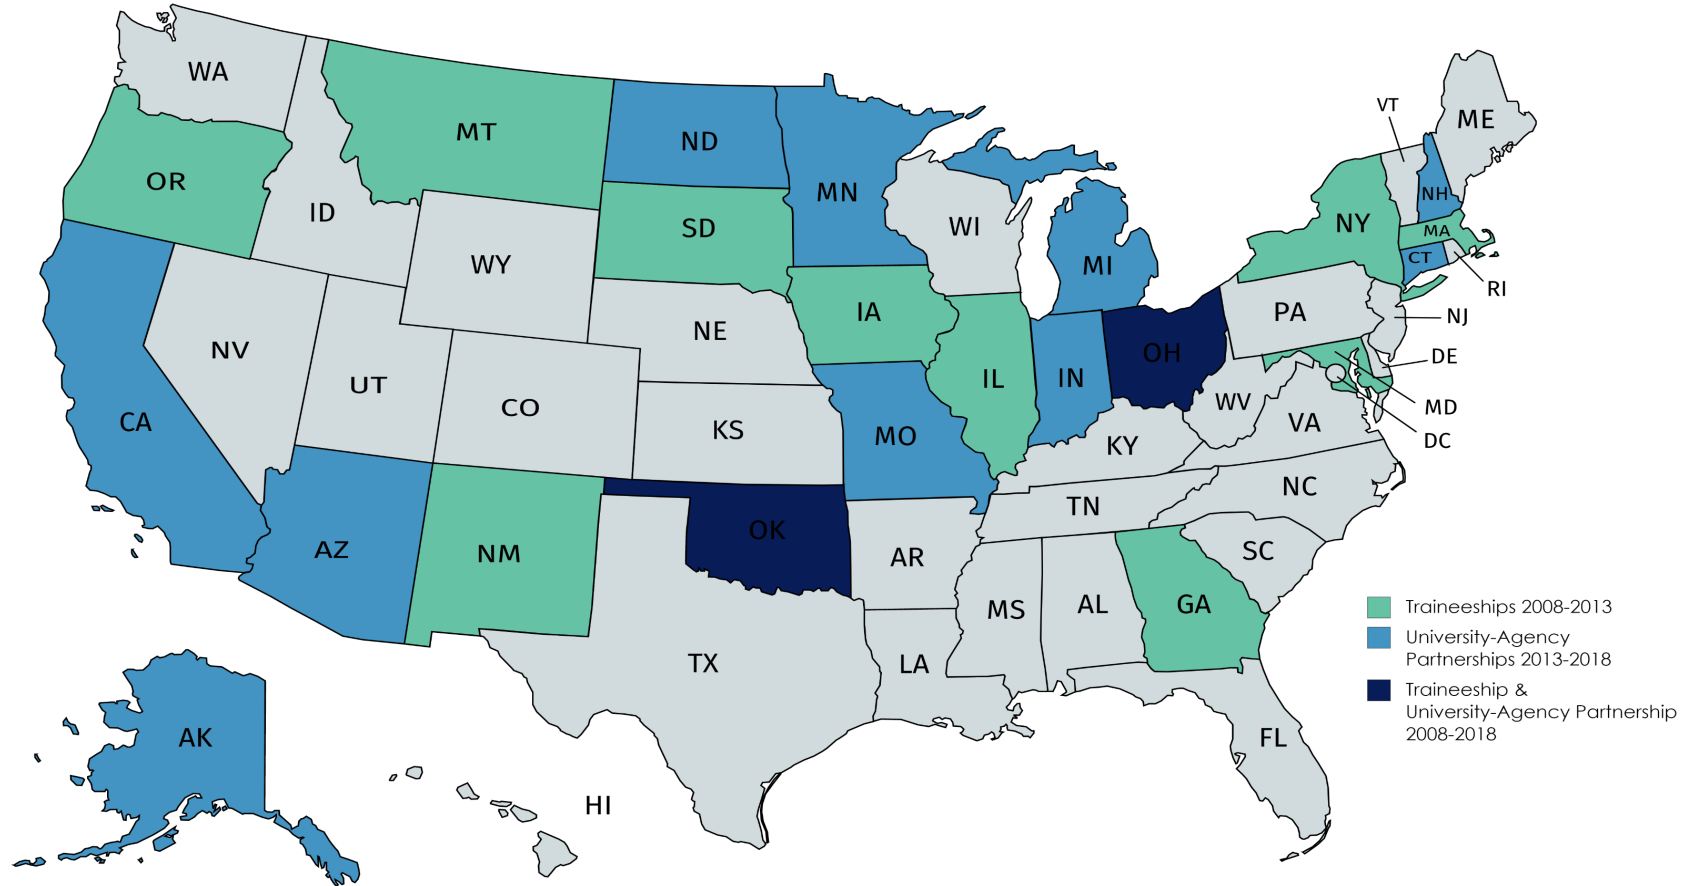 WA
VT
ME
MT
ND
OR
MN
NH
ID
WI
NY
SD
MA
CT
WY
MI
RI
IA
PA
NJ
NE
NV
OH
DE
UT
IL
IN
CO
WV
MD
CA
KS
MO
VA
DC
KY
NC
TN
OK
AZ
NM
AR
SC
MS
AL
GA
Traineeships 2008-2013
University-Agency
Partnerships 2013-2018
TX
LA
Traineeship &
University-Agency Partnership
2008-2018
AK
FL
HI